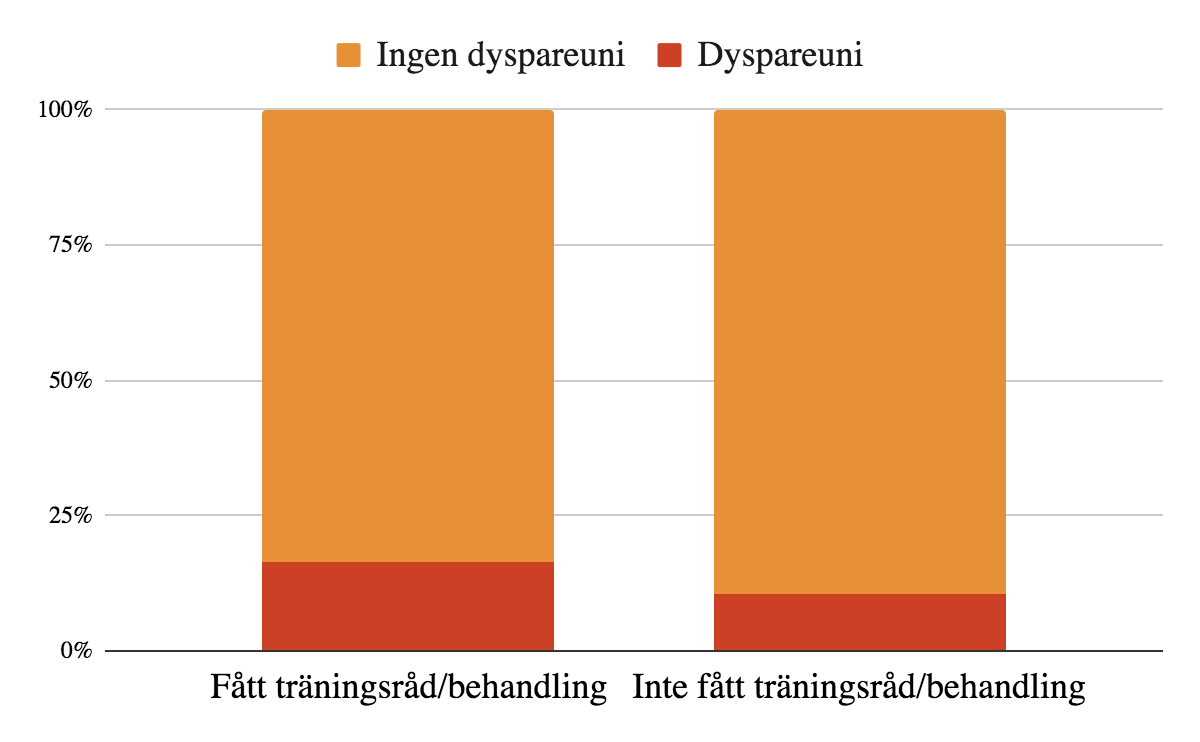 Ingen dyspareuni Dyspareuni
100%
75%
50%
25%
0%
Fått träningsråd/behandling Inte fått träningsråd/behandling